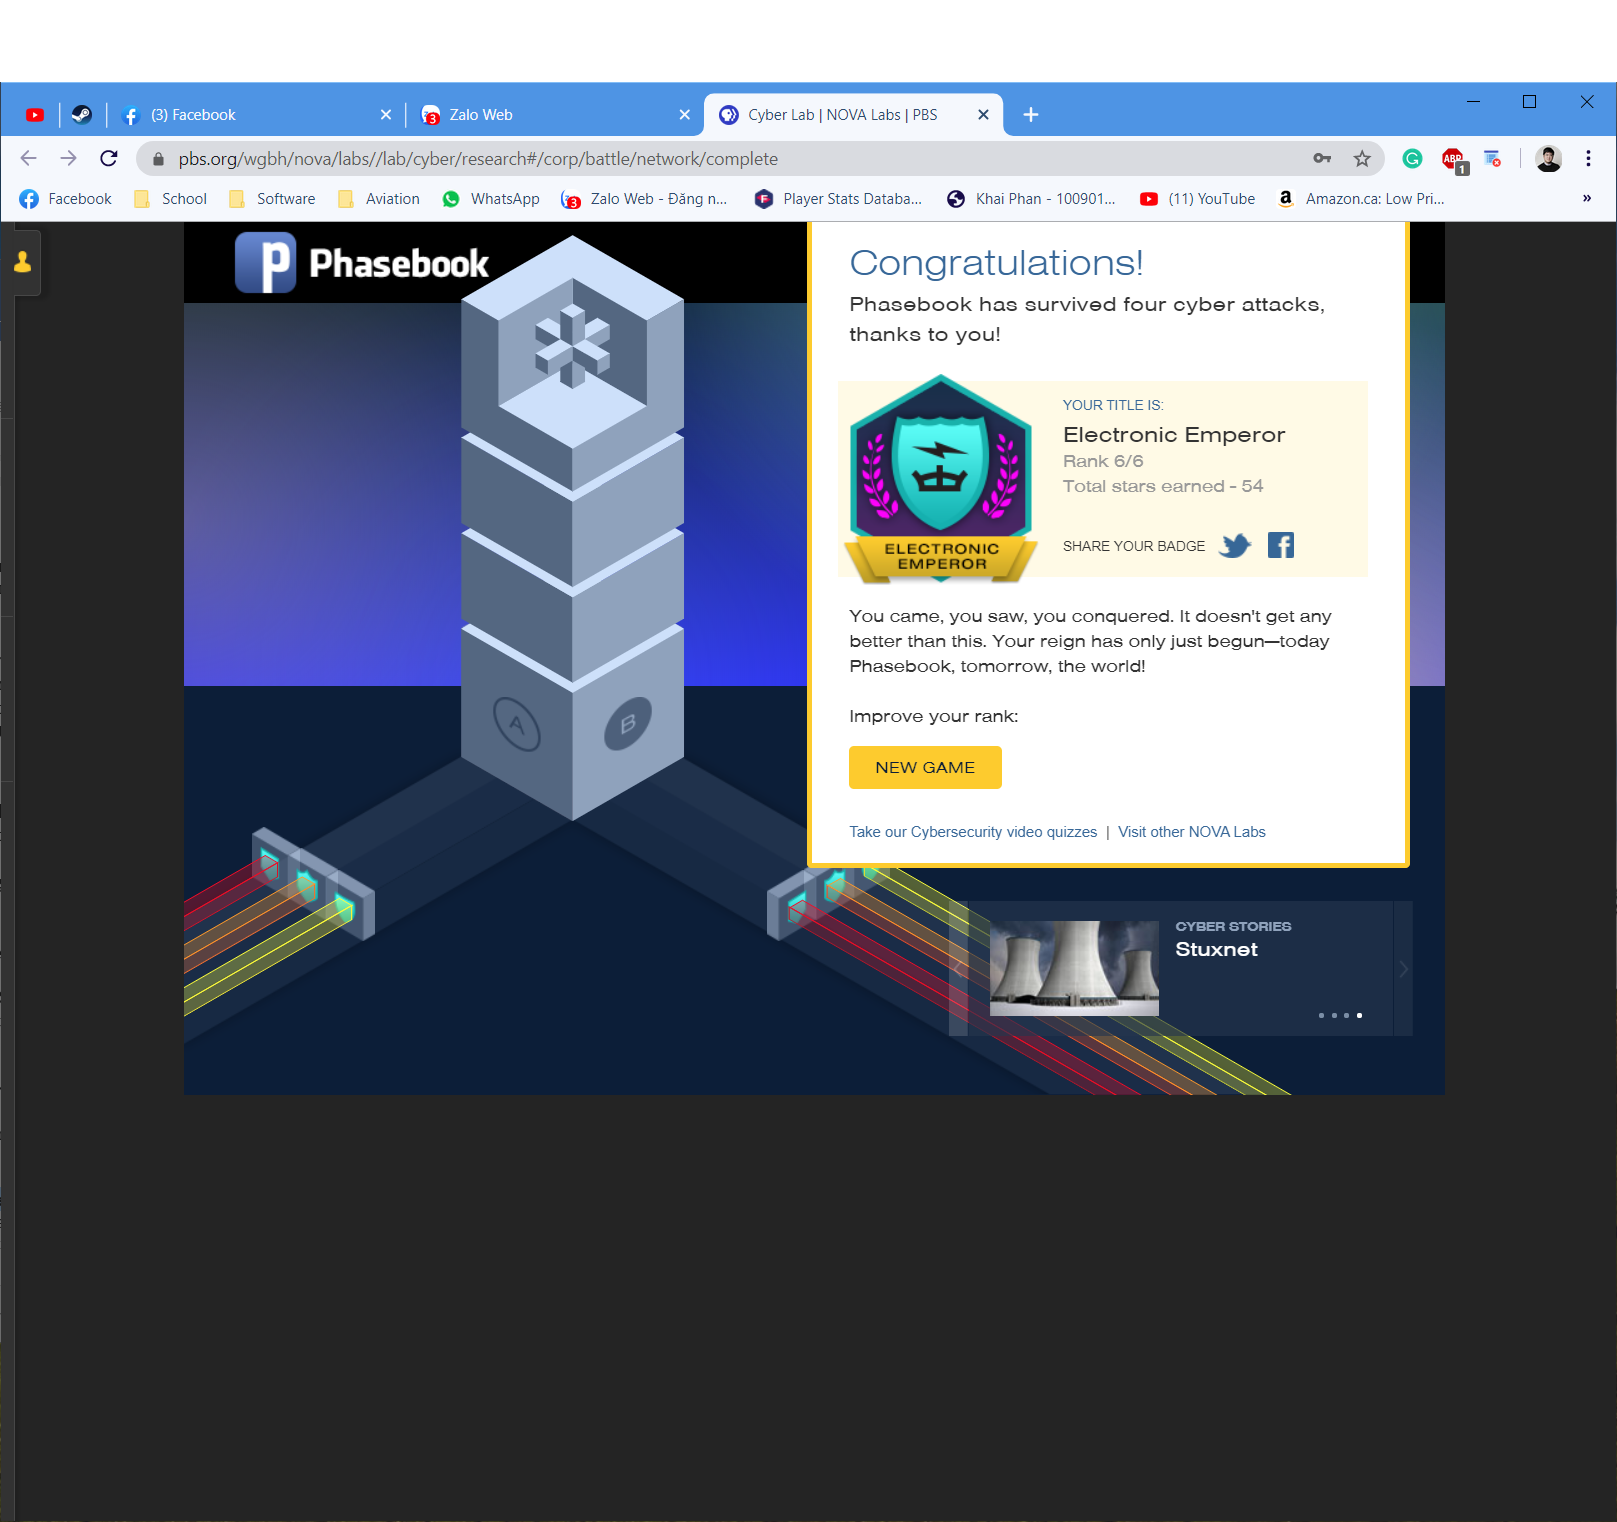 (3) Facebook
Zalo Web
Cyber Lab | NOVA Labs | PBS
pbs.org/wgbh/nova/labs//lab/cyber/research#/corp/battle/network/complete
ABP
1
Facebook
School
Software
Aviation
WhatsApp
3
Zalo Web - Đăng n...
Player Stats Databa...
Khai Phan - 100901...
(11) YouTube
Amazon.ca: Low Pri...
»
Phasebook
Congratulations!
Phasebook has survived four cyber attacks,
thanks to you!
YOUR TITLE IS:
Electronic Emperor
Rank 6/6
Total stars earned - 54
SHARE YOUR BADGE
ELECTRONIC
EMPEROR
You came, you saw, you conquered. It doesn't get any
better than this. Your reign has only just begun—today
Phasebook, tomorrow, the world!
Improve your rank:
NEW GAME
Take our Cybersecurity video quizzes | Visit other NOVA Labs
A
B
CYBER STORIES
Stuxnet